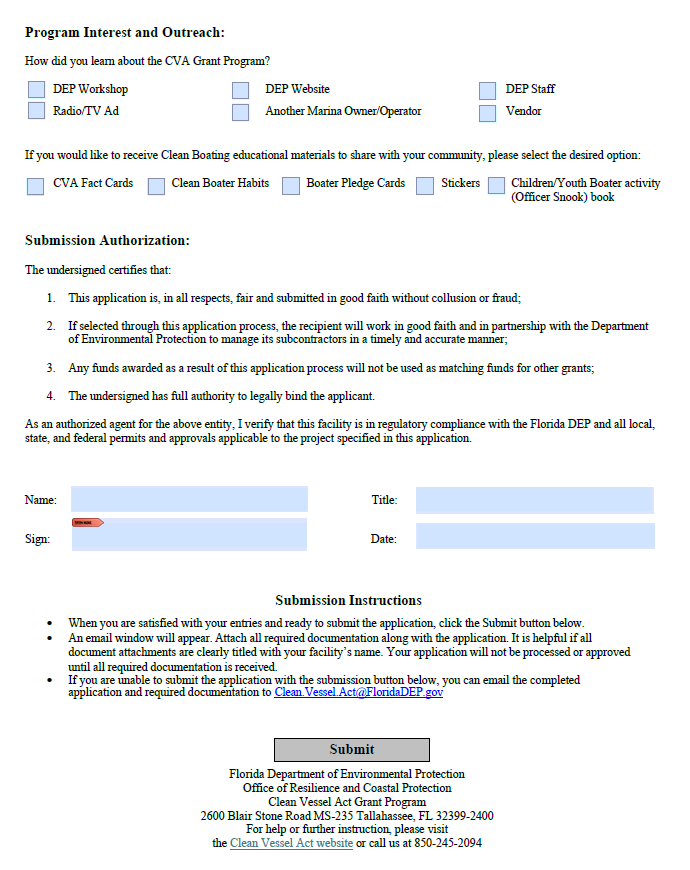 Program Interest and Outreach:
How did you learn about the CVA Grant Program?
DEP Workshop DEP Website DEP Staff
Radio/TV Ad Another Marina Owner/Operator Vendor
If you would like to receive Clean Boating educational materials to share with your community, please select the desired option:
CVA Fact Cards Clean Boater Habits Boater Pledge Cards Stickers Children/Youth Boater activity
(Officer Snook) book
Submission Authorization:
The undersigned certifies that:
1. This application is, in all respects, fair and submitted in good faith without collusion or fraud;
2. If selected through this application process, the recipient will work in good faith and in partnership with the Department
of Environmental Protection to manage its subcontractors in a timely and accurate manner;
3. Any funds awarded as a result of this application process will not be used as matching funds for other grants;
4. The undersigned has full authority to legally bind the applicant.
As an authorized agent for the above entity, I verify that this facility is in regulatory compliance with the Florida DEP and all local,
state, and federal permits and approvals applicable to the project specified in this application.
Name: Title:
Sign: Date:
Submission Instructions
• When you are satisfied with your entries and ready to submit the application, click the Submit button below.
• An email window will appear. Attach all required documentation along with the application. It is helpful if all
document attachments are clearly titled with your facility's name. Your application will not be processed or approved
until all required documentation is received.
• If you are unable to submit the application with the submission button below, you can email the completed
application and required documentation to Clean.Vessel.Act@FloridaDEP.gov
Submit
Florida Department of Environmental Protection
Office of Resilience and Coastal Protection
Clean Vessel Act Grant Program
2600 Blair Stone Road MS-235 Tallahassee, FL 32399-2400
For help or further instruction, please visit
the Clean Vessel Act website or call us at 850-245-2094